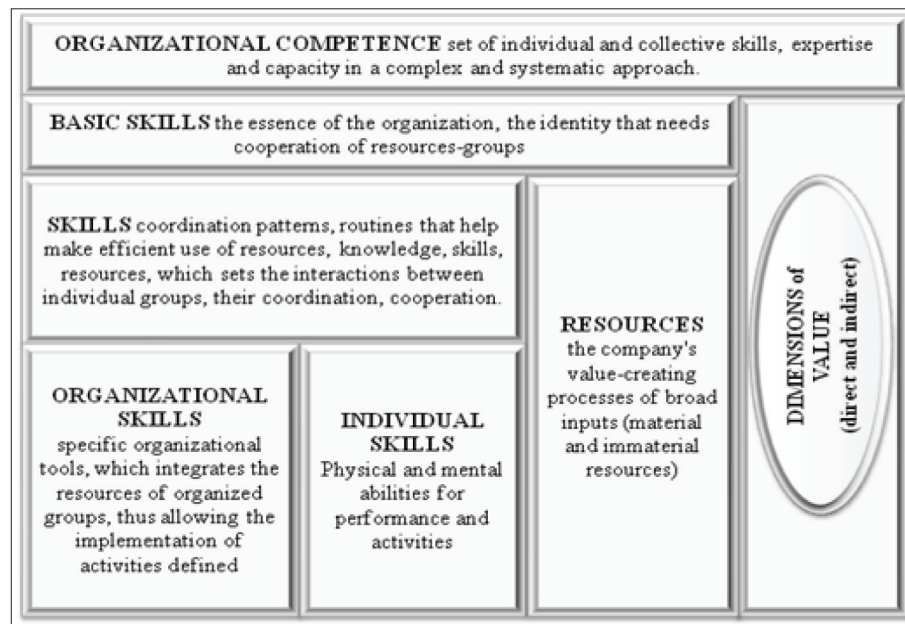 ORGANIZATIONAL COMPETENCE set of individual and collective skills, expertise
and capacity in a complex and systematic approach.
BASIC SKILLS the essence of the organization, the identity that needs
cooperation of resources-groups
SKILLS coordination patterns, routines that help
make efficient use of resources, knowledge, skills,
resources, which sets the interactions between
individual groups, their coordination, cooperation.
ORGANIZATIONAL
SKILLS
specific organizational
tools, which integrates the
resources of organized
groups, thus allowing the
implementation of
activities defined
INDIVIDUAL
SKILLS
Physical and mental
abilities for
performance and
activities
RESOURCES
the company's
value-creating
processes of broad
inputs (material
and immaterial
resources)
DIMENSIONS of
VALUE
(direct and indirect)